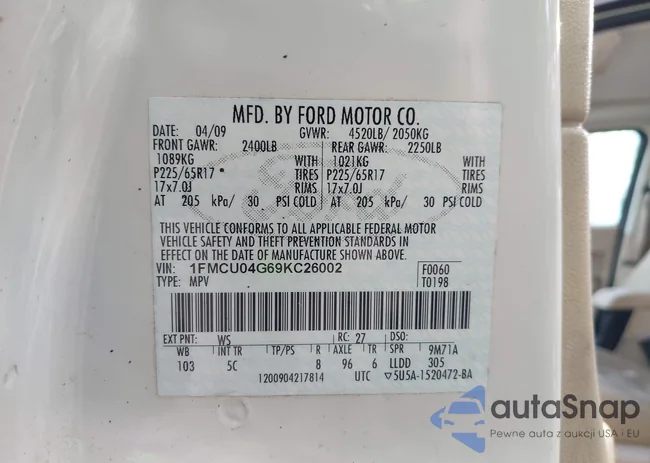 MFD. BY FORD MOTOR CO.
DATE: 04/09 GVWR: 4520LB/ 2050KG
FRONT GAWR: 2400LB REAR GAWR: 2250LB
1089KG WITH 1021KG WITH
P225/65R17 TIRES P225/65R17 TIRES
17x7.0J RIMS 17x7.0J RIMS
AT 205 kPa/ 30 PSI COLD AT 205 kPa/ 30 PSI COLD
THIS VEHICLE CONFORMS TO ALL APPLICABLE FEDERAL MOTOR
VEHICLE SAFETY AND THEFT PREVENTION STANDARDS IN
EFFECT ON THE DATE OF MANUFACTURE SHOWN ABOVE.
VIN: 1FMCU04G69KC26002 F0060
TYPE: MPV T0198
EXT PNT: WS RC: 27 DSO:
WB INT TR TP/PS R AXLE TR SPR 9M71A
103 5C 8 96 6 LLDD 305
1200904217814 UTC ▽5U5A-1520472-BA
autoSnap
Pewne auta z aukcji USA i EU